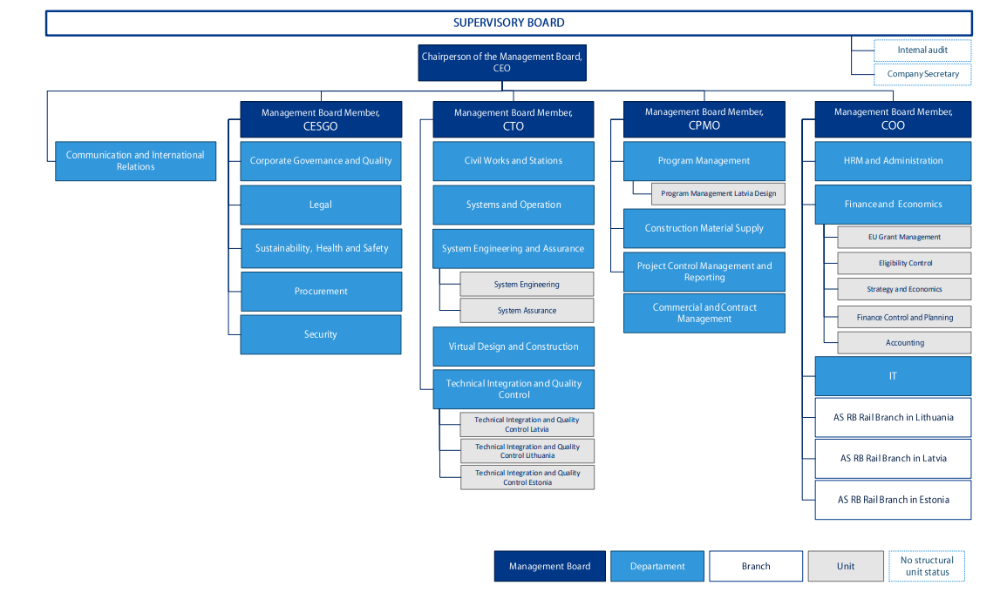 SUPERVISORY BOARD
Internal audit
Company Secretary
Chairperson of the Management Board,
CEO
Communication and International
Relations
Management Board Member,
CESGO
Corporate Governance and Quality
Legal
Sustainability, Health and Safety
Procurement
Security
Management Board Member,
CTO
Civil Works and Stations
Systems and Operation
System Engineering and Assurance
System Engineering
System Assurance
Virtual Design and Construction
Technical Integration and Quality
Control
Technical Integration and Quality
Control Latvia
Technical Integration and Quality
Control Lithuania
Technical Integration and Quality
Control Estonia
Management Board Member,
CPMO
Program Management
Program Management Latvia Design
Construction Material Supply
Project Control Management and
Reporting
Commercial and Contract
Management
Management Board Member,
COO
HRM and Administration
Finance and Economics
EU Grant Management
Eligibility Control
Strategy and Economics
Finance Control and Planning
Accounting
IT
AS RB Rail Branch in Lithuania
AS RB Rail Branch in Latvia
AS RB Rail Branch in Estonia
Management Board
Departament
Branch
Unit
No structural
unit status